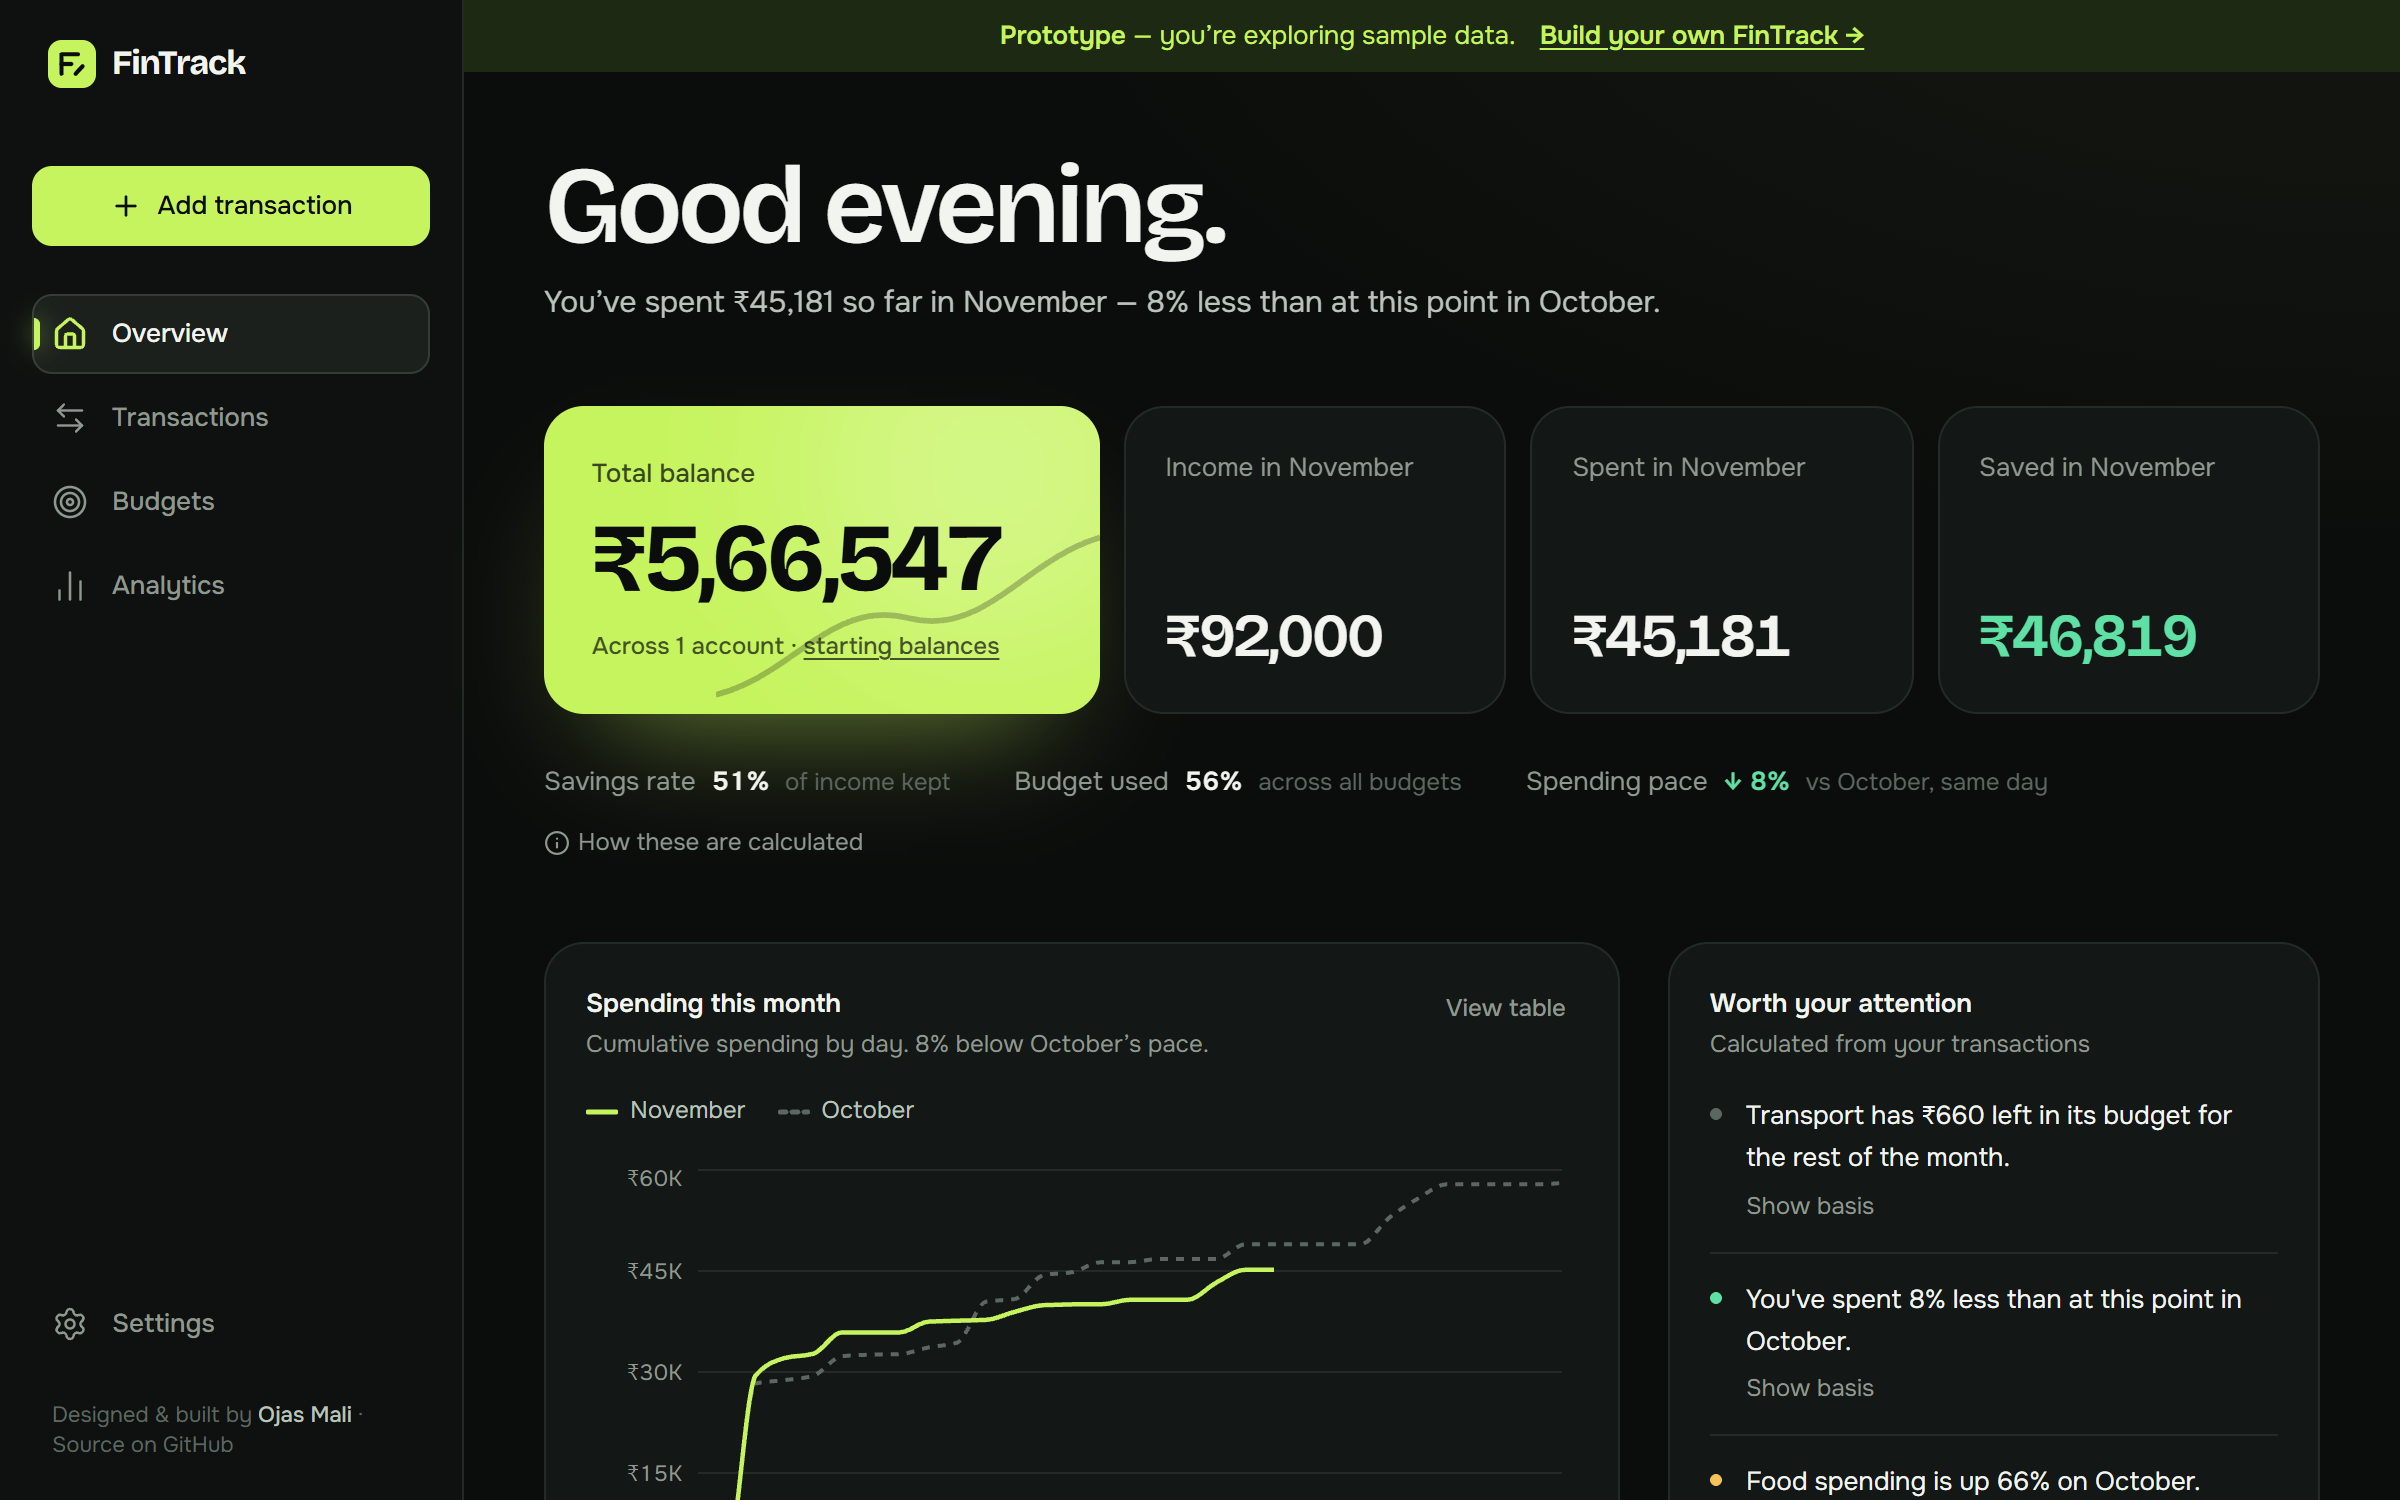 FinTrack
Prototype — you’re exploring sample data. Build your own FinTrack →
Add transaction
Overview
Transactions
Budgets
Analytics
Settings
Designed & built by Ojas Mali ·
Source on GitHub
Good evening.
You’ve spent ₹45,181 so far in November — 8% less than at this point in October.
Total balance
₹5,66,547
Across 1 account · starting balances
Income in November
₹92,000
Spent in November
₹45,181
Saved in November
₹46,819
Savings rate 51% of income kept
Budget used 56% across all budgets
Spending pace ↓ 8% vs October, same day
How these are calculated
Spending this month
View table
Cumulative spending by day. 8% below October’s pace.
November
October
₹60K
₹45K
₹30K
₹15K
Worth your attention
Calculated from your transactions
Transport has ₹660 left in its budget for
the rest of the month.
Show basis
You've spent 8% less than at this point in
October.
Show basis
Food spending is up 66% on October.